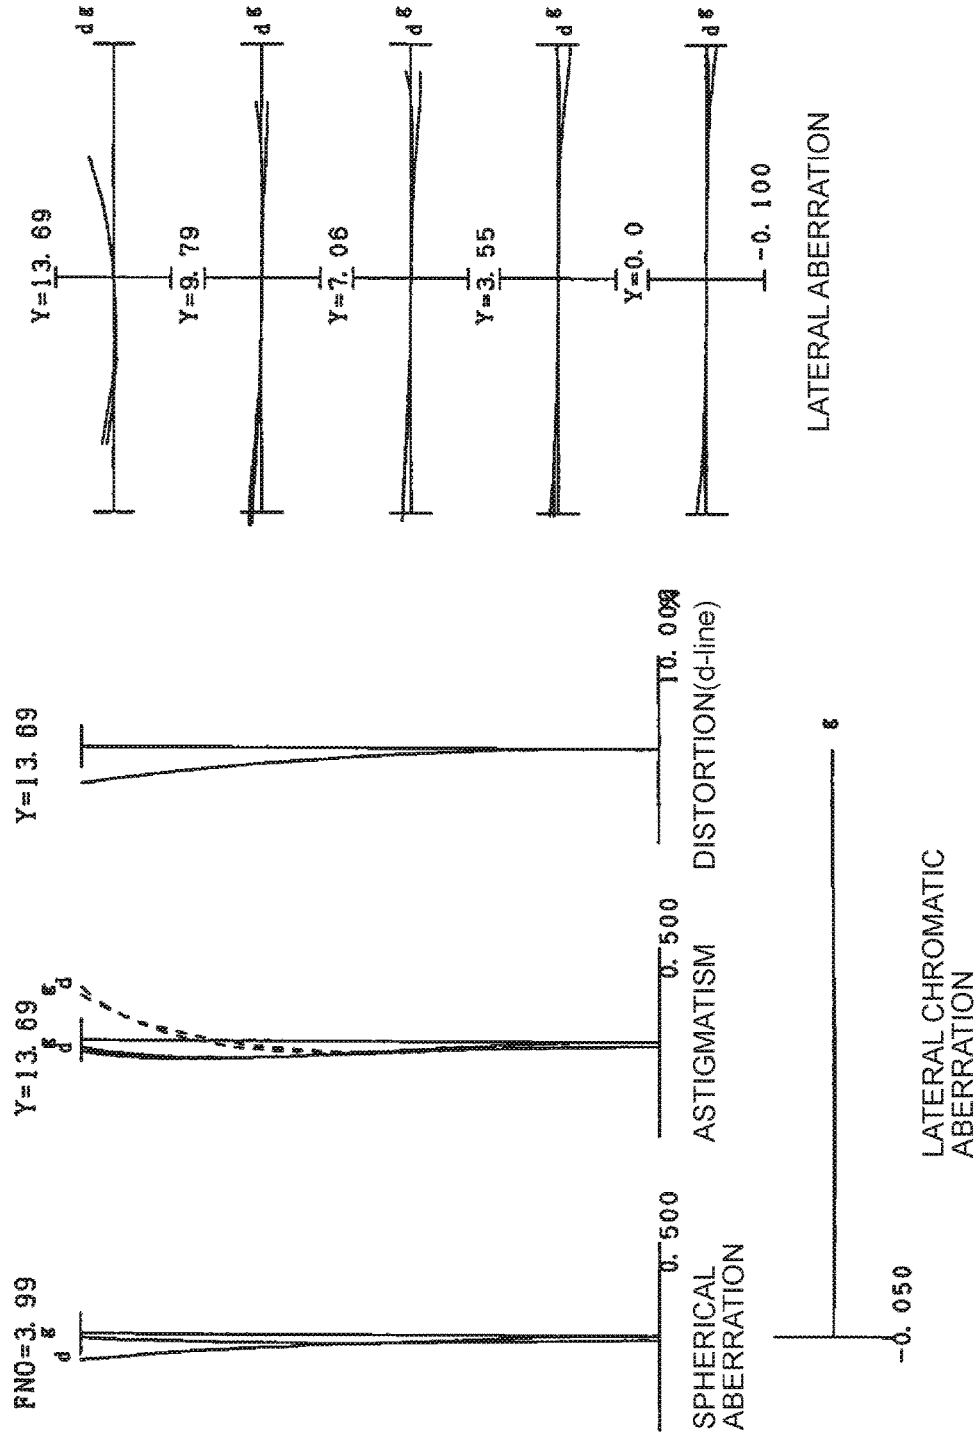 FNO=3. 99
g
d
0. 500
SPHERICAL
ABERRATION
Y=13. 69
g
d
g
d
0. 500
ASTIGMATISM
Y=13. 69
10. 00%
DISTORTION(d-line)
g
-0. 050
LATERAL CHROMATIC
ABERRATION
Y=13. 69
d g
Y=9. 79
d g
Y=7. 06
d g
Y=3. 55
d g
Y=0. 0
d g
-0. 100
LATERAL ABERRATION